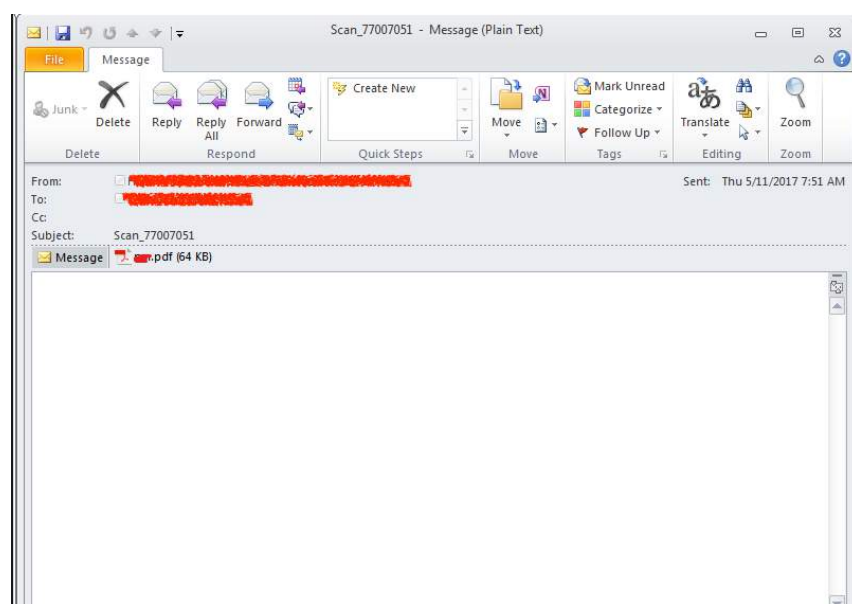 Scan_77007051 - Message (Plain Text)
File Message
Junk
Delete
Reply
Reply All
Forward
Create New
Move
Mark Unread
Categorize
Follow Up
Translate
Zoom
Delete Respond Quick Steps Move Tags Editing Zoom
From: Sent: Thu 5/11/2017 7:51 AM
To:
Cc:
Subject: Scan_77007051
Message .pdf (64 KB)